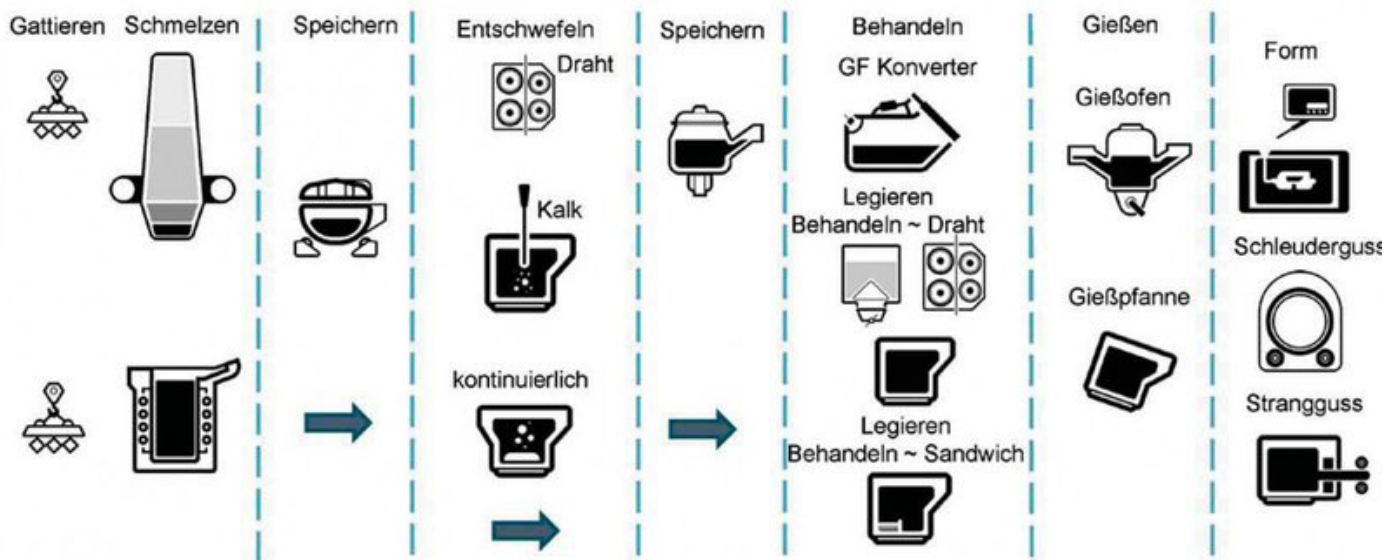 Gattieren
Schmelzen
Speichern
Entschwefeln
Draht
Kalk
kontinuierlich
Speichern
Behandeln
GF Konverter
Legieren
Behandeln ~ Draht
Legieren
Behandeln ~ Sandwich
Gießen
Gießofen
Gießpfanne
Form
Schleuderguss
Strangguss